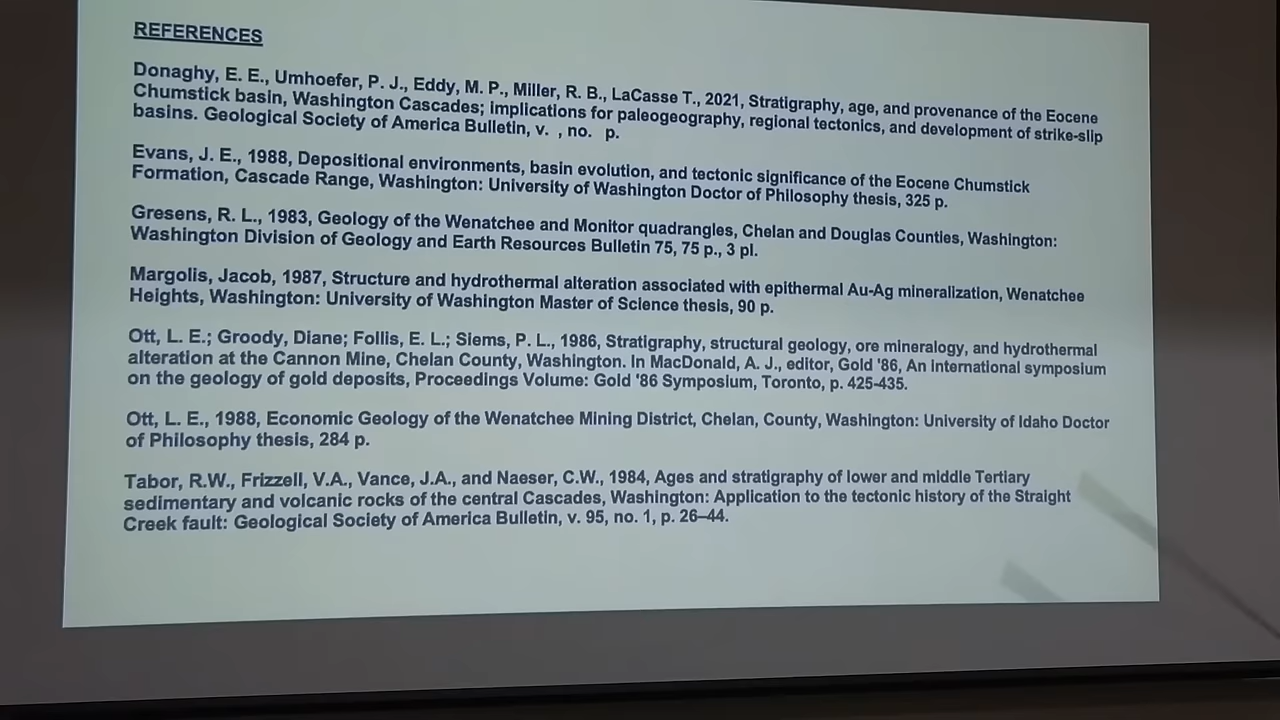 REFERENCES
Donaghy, E. E., Umhoefer, P. J., Eddy, M. P., Miller, R. B., LaCasse T., 2021, Stratigraphy, age, and provenance of the Eocene
Chumstick basin, Washington Cascades; implications for paleogeography, regional tectonics, and development of strike-slip
basins. Geological Society of America Bulletin, v. , no. p.
Evans, J. E., 1988, Depositional environments, basin evolution, and tectonic significance of the Eocene Chumstick
Formation, Cascade Range, Washington: University of Washington Doctor of Philosophy thesis, 325 p.
Gresens, R. L., 1983, Geology of the Wenatchee and Monitor quadrangles, Chelan and Douglas Counties, Washington:
Washington Division of Geology and Earth Resources Bulletin 75, 75 p., 3 pl.
Margolis, Jacob, 1987, Structure and hydrothermal alteration associated with epithermal Au-Ag mineralization, Wenatchee
Heights, Washington: University of Washington Master of Science thesis, 90 p.
Ott, L. E.; Groody, Diane; Follis, E. L.; Siems, P. L., 1986, Stratigraphy, structural geology, ore mineralogy, and hydrothermal
alteration at the Cannon Mine, Chelan County, Washington. In MacDonald, A. J., editor, Gold '86, An International symposium
on the geology of gold deposits, Proceedings Volume: Gold '86 Symposium, Toronto, p. 425-435.
Ott, L. E., 1988, Economic Geology of the Wenatchee Mining District, Chelan, County, Washington: University of Idaho Doctor
of Philosophy thesis, 284 p.
Tabor, R.W., Frizzell, V.A., Vance, J.A., and Naeser, C.W., 1984, Ages and stratigraphy of lower and middle Tertiary
sedimentary and volcanic rocks of the central Cascades, Washington: Application to the tectonic history of the Straight
Creek fault: Geological Society of America Bulletin, v. 95, no. 1, p. 26–44.